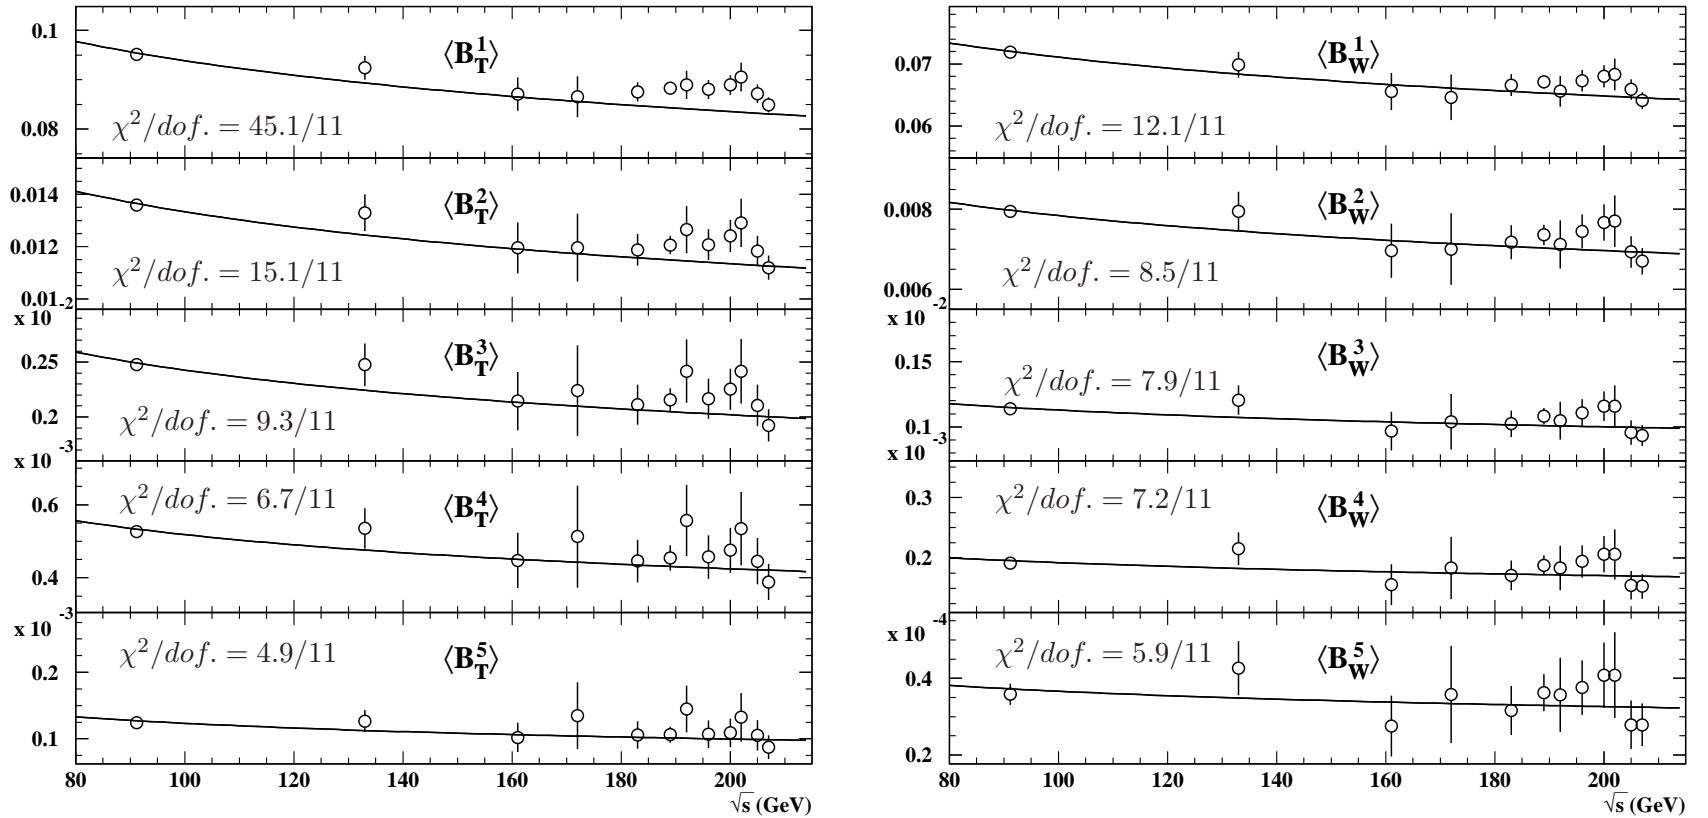 0.1
⟨B_T^1⟩
χ²/dof. = 45.1/11
0.08
0.014
⟨B_T^2⟩
0.012
χ²/dof. = 15.1/11
0.01
x 10^-2
0.25
⟨B_T^3⟩
χ²/dof. = 9.3/11
0.2
x 10^-3
χ²/dof. = 6.7/11
0.6
⟨B_T^4⟩
0.4
x 10^-3
χ²/dof. = 4.9/11
⟨B_T^5⟩
0.2
0.1
80 100 120 140 160 180 200
√s (GeV)
⟨B_W^1⟩
0.07
χ²/dof. = 12.1/11
0.06
⟨B_W^2⟩
0.008
χ²/dof. = 8.5/11
0.006
x 10^-2
⟨B_W^3⟩
0.15
χ²/dof. = 7.9/11
0.1
x 10^-3
χ²/dof. = 7.2/11
0.3
⟨B_W^4⟩
0.2
x 10^-4
χ²/dof. = 5.9/11
⟨B_W^5⟩
0.4
0.2
80 100 120 140 160 180 200
√s (GeV)